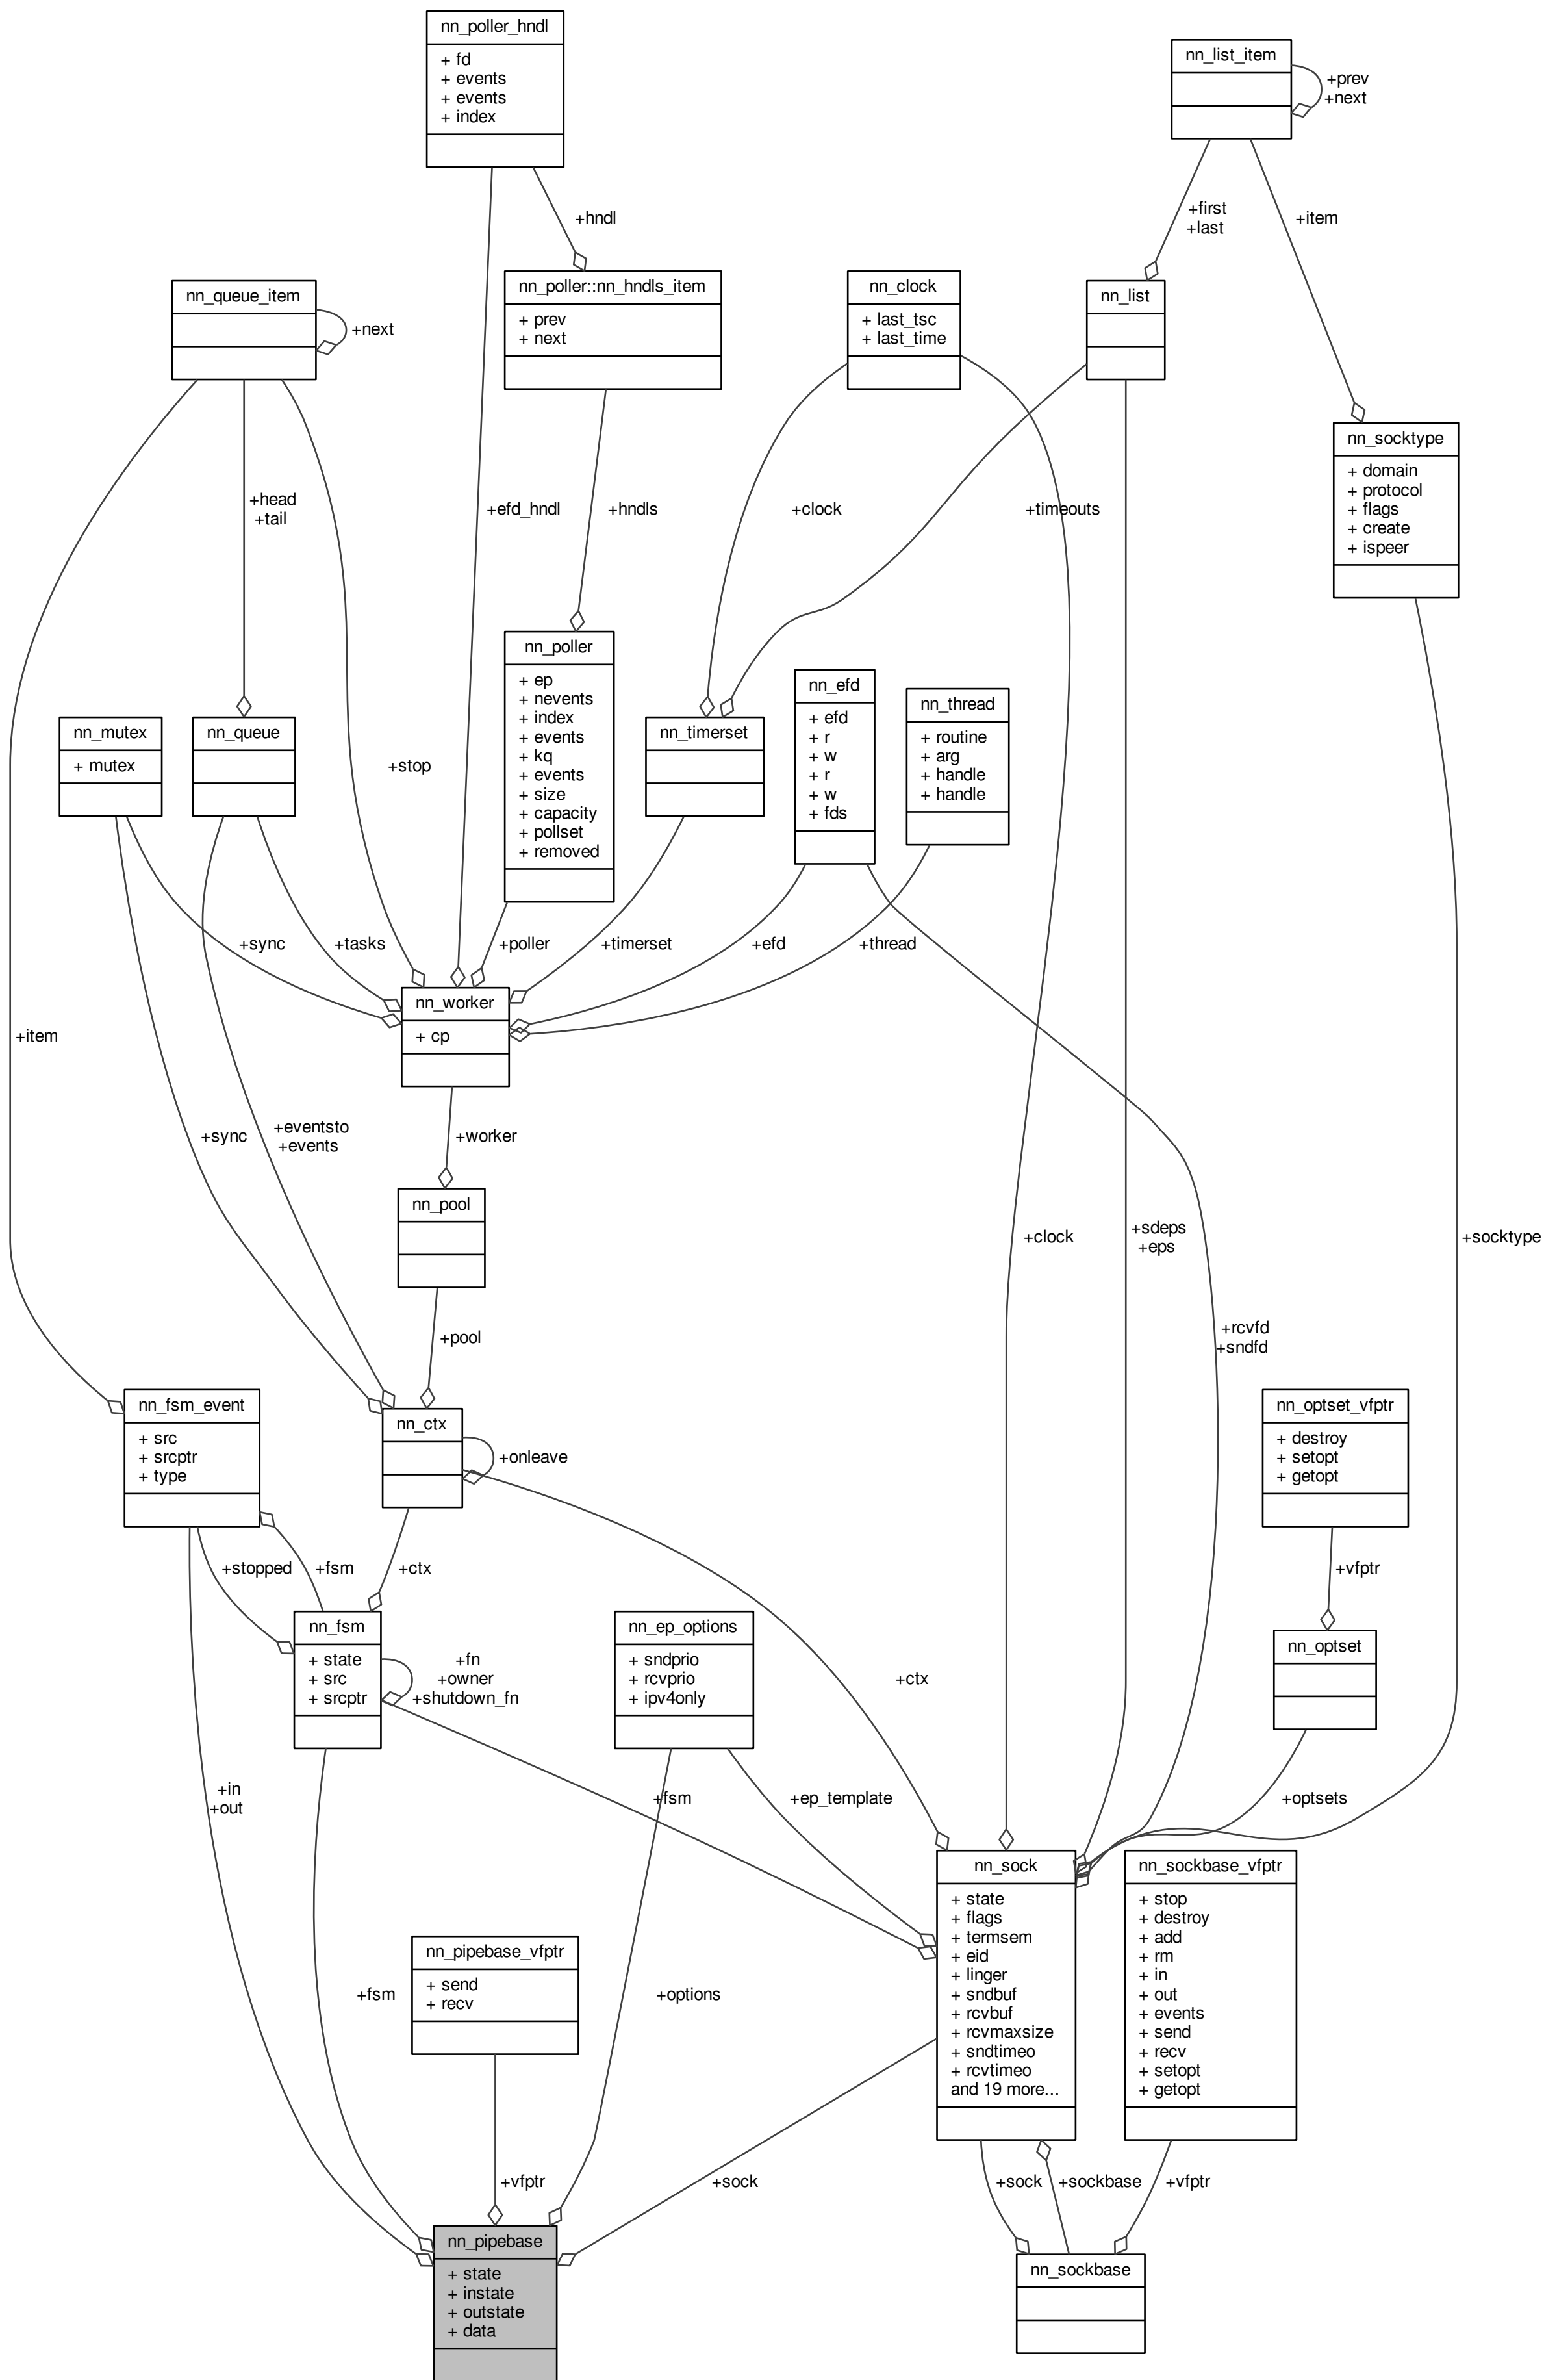 nn_poller_hndl
+ fd
+ events
+ events
+ index
nn_list_item
+prev
+next
+hndl
+first
+last
+item
nn_queue_item
+next
nn_poller::nn_hndls_item
+ prev
+ next
nn_clock
+ last_tsc
+ last_time
nn_list
nn_socktype
+ domain
+ protocol
+ flags
+ create
+ ispeer
+head
+tail
+efd_hndl
+hndls
+clock
+timeouts
nn_poller
+ ep
+ nevents
+ index
+ events
+ kq
+ events
+ size
+ capacity
+ pollset
+ removed
nn_efd
+ efd
+ r
+ w
+ r
+ w
+ fds
nn_thread
+ routine
+ arg
+ handle
+ handle
nn_mutex
+ mutex
nn_queue
+stop
nn_timerset
+sync
+tasks
+poller
+timerset
+efd
+thread
nn_worker
+ cp
+item
+sync
+eventsto
+events
+worker
nn_pool
+clock
+sdeps
+eps
+socktype
+pool
+rcvfd
+sndfd
nn_fsm_event
+ src
+ srcptr
+ type
nn_ctx
+onleave
nn_optset_vfptr
+ destroy
+ setopt
+ getopt
+stopped
+fsm
+ctx
+vfptr
nn_fsm
+ state
+ src
+ srcptr
+fn
+owner
+shutdown_fn
nn_ep_options
+ sndprio
+ rcvprio
+ ipv4only
+ctx
nn_optset
+in
+out
+fsm
+ep_template
+optsets
nn_sock
+ state
+ flags
+ termsem
+ eid
+ linger
+ sndbuf
+ rcvbuf
+ rcvmaxsize
+ sndtimeo
+ rcvtimeo
and 19 more...
nn_sockbase_vfptr
+ stop
+ destroy
+ add
+ rm
+ in
+ out
+ events
+ send
+ recv
+ setopt
+ getopt
nn_pipebase_vfptr
+ send
+ recv
+fsm
+options
+vfptr
+sock
+sock
+sockbase
+vfptr
nn_pipebase
+ state
+ instate
+ outstate
+ data
nn_sockbase